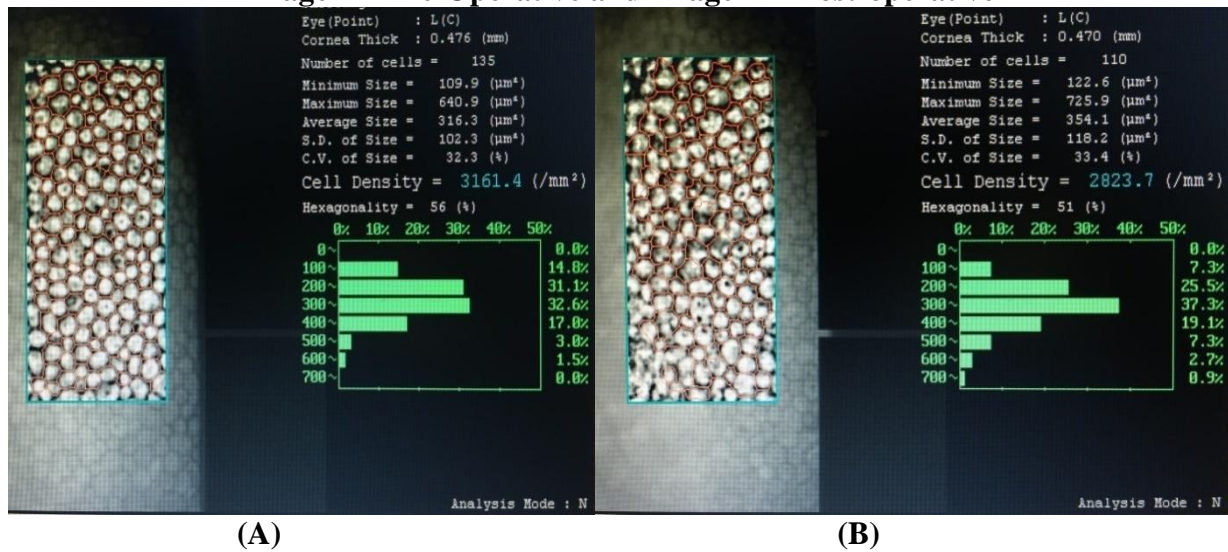 Eye(Point) : L(C)
Cornea Thick : 0.476 (mm)
Number of cells = 135
Minimum Size = 109.9 (µm²)
Maximum Size = 640.9 (µm²)
Average Size = 316.3 (µm²)
S.D. of Size = 102.3 (µm²)
C.V. of Size = 32.3 (%)
Cell Density = 3161.4 (/mm²)
Hexagonality = 56 (%)
0% 10% 20% 30% 40% 50%
0~ 0.0%
100~ 14.8%
200~ 31.1%
300~ 32.6%
400~ 17.0%
500~ 3.0%
600~ 1.5%
700~ 0.0%
Analysis Mode : N
(A)
Eye(Point) : L(C)
Cornea Thick : 0.470 (mm)
Number of cells = 110
Minimum Size = 122.6 (µm²)
Maximum Size = 725.9 (µm²)
Average Size = 354.1 (µm²)
S.D. of Size = 118.2 (µm²)
C.V. of Size = 33.4 (%)
Cell Density = 2823.7 (/mm²)
Hexagonality = 51 (%)
0% 10% 20% 30% 40% 50%
0~ 0.0%
100~ 7.3%
200~ 25.5%
300~ 37.3%
400~ 19.1%
500~ 7.3%
600~ 2.7%
700~ 0.9%
Analysis Mode : N
(B)